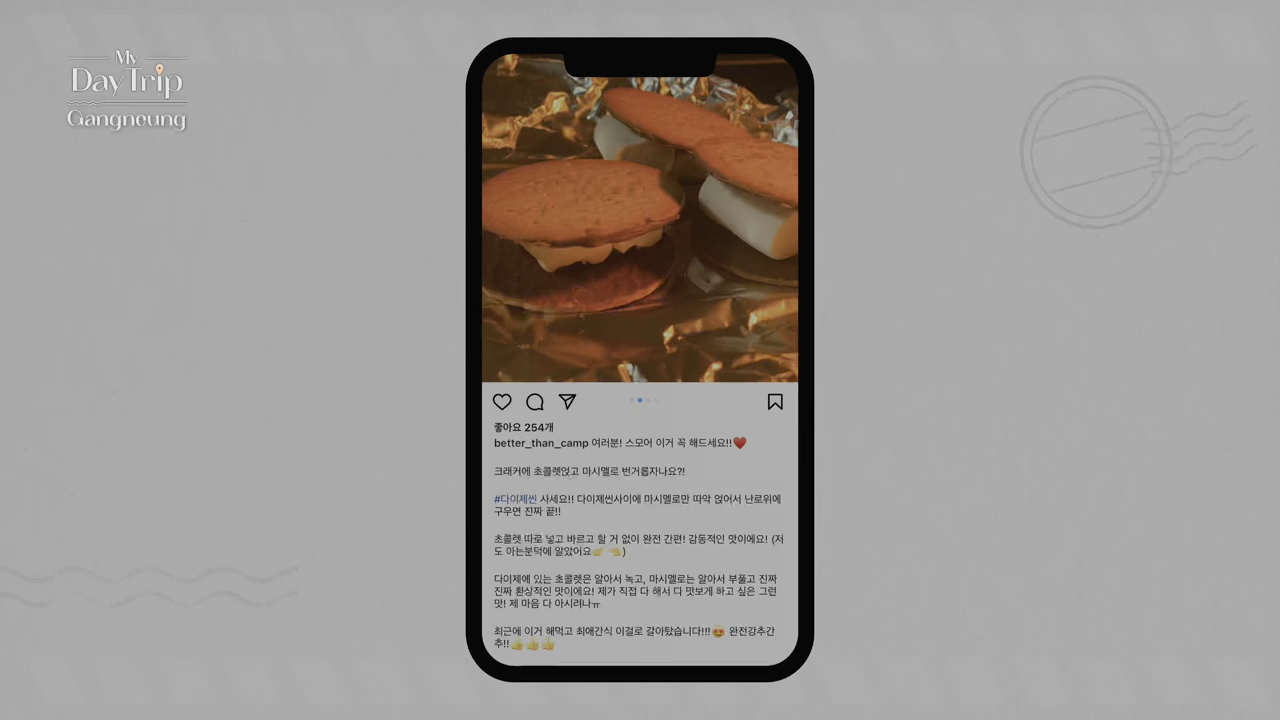 My
Day Trip
Gangneung
좋아요 254개
better_than_camp 여러분! 스모어 이거 꼭 해드세요!!❤️
크래커에 초콜렛얹고 마시멜로 번거롭자나요?!
#다이제씬 사세요!! 다이제씬사이에 마시멜로만 따악 얹어서 난로위에
구우면 진짜 끝!!
초콜렛 따로 넣고 바르고 할 거 없이 완전 간편! 감동적인 맛이에요! (저
도 아는분덕에 알았어요🫱🫲)
다이제에 있는 초콜렛은 알아서 녹고, 마시멜로는 알아서 부풀고 진짜
진짜 환상적인 맛이에요! 제가 직접 다 해서 다 맛보게 하고 싶은 그런
맛! 제 마음 다 아시려나ㅠ
최근에 이거 해먹고 최애간식 이걸로 갈아탔습니다!!!😍 완전강추간
추!!👍👍👍